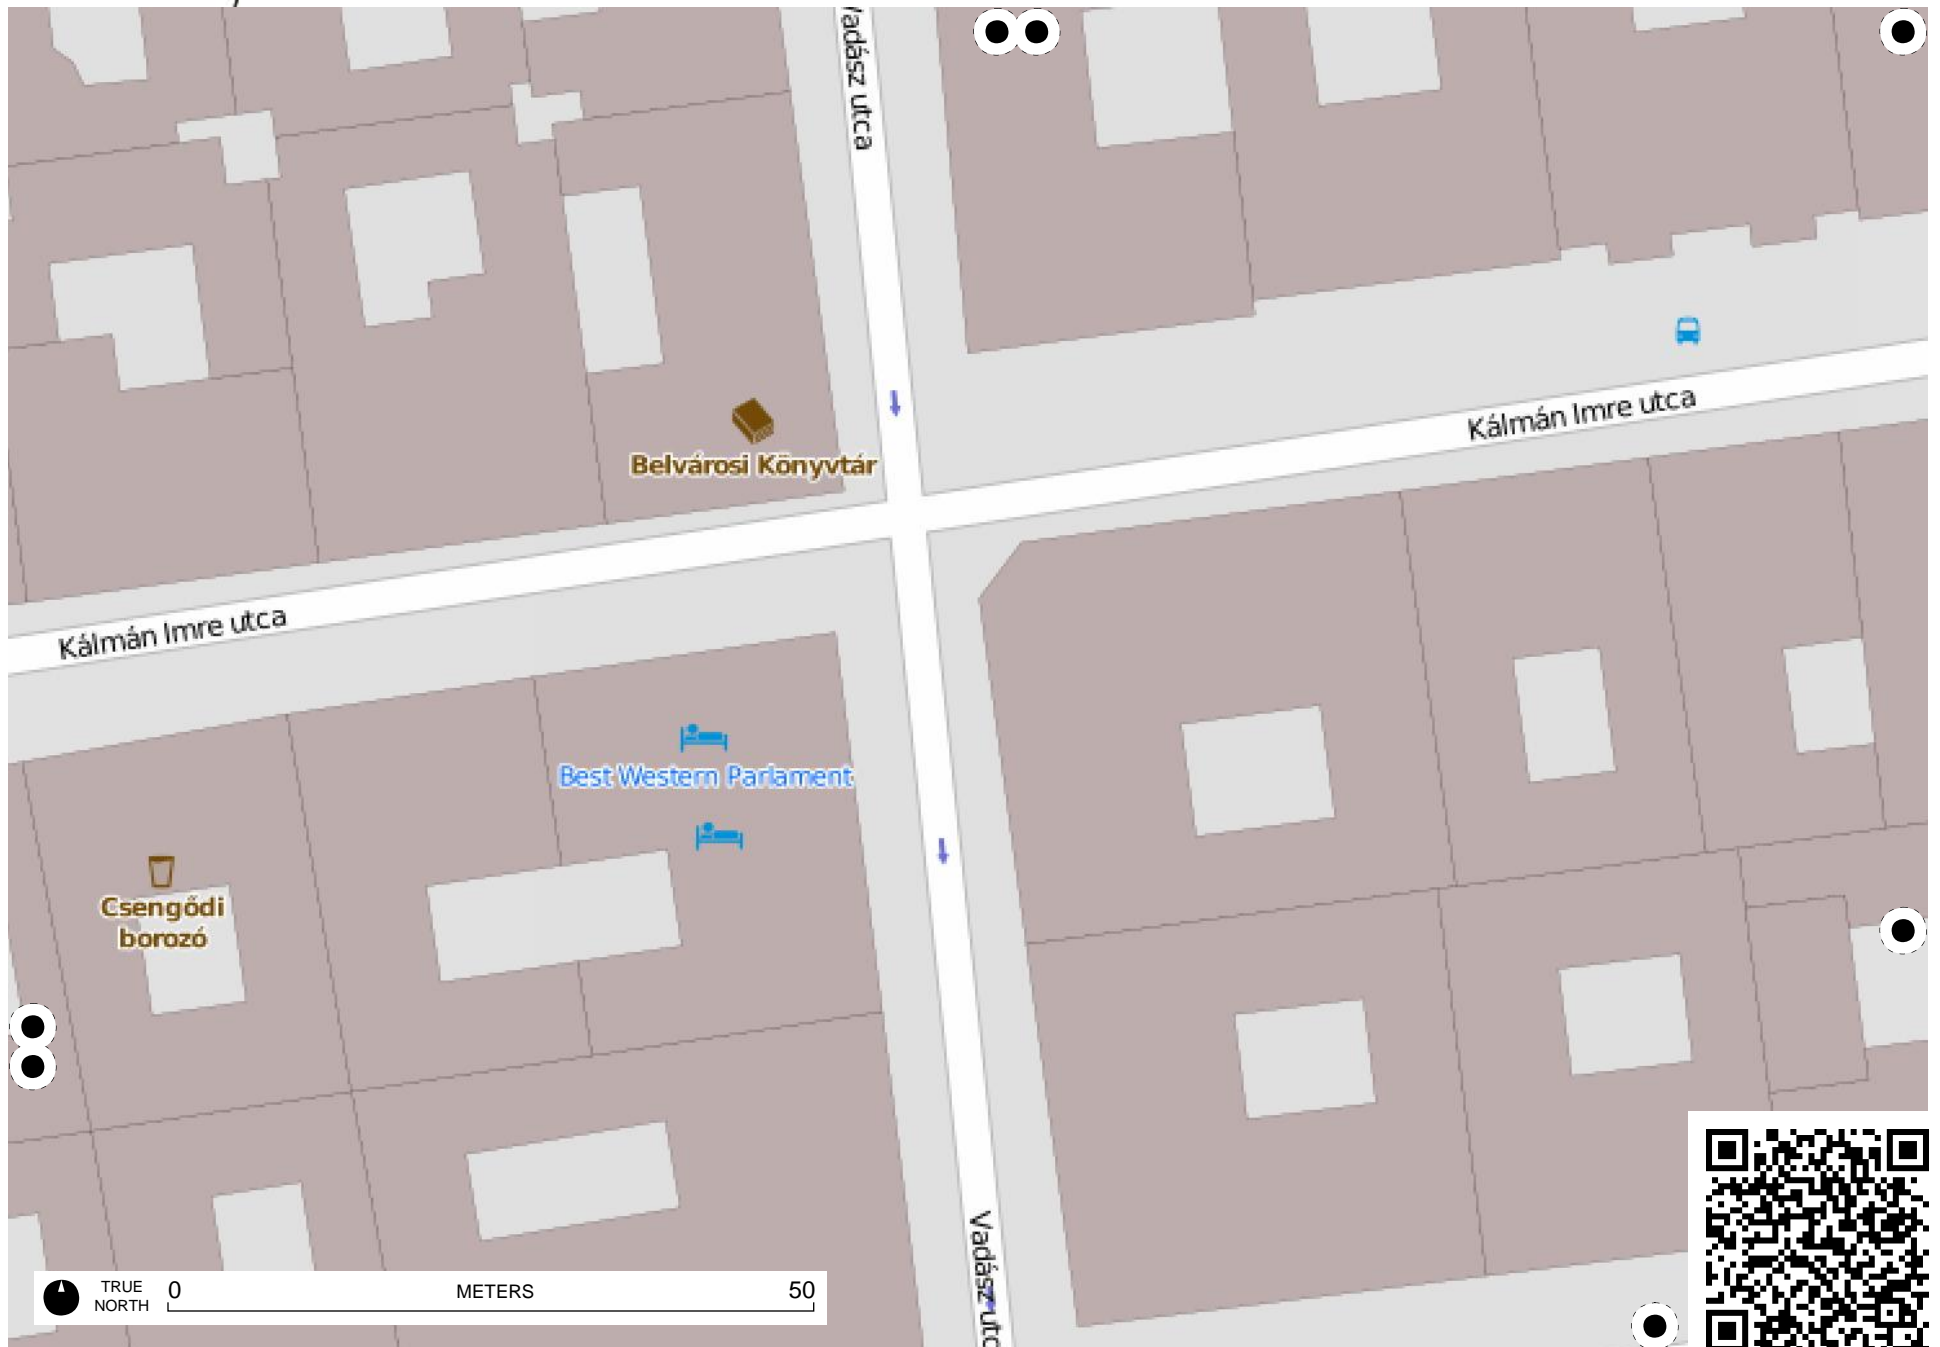 Vadász utca
Kálmán Imre utca
Belvárosi Könyvtár
Kálmán Imre utca
Best Western Parlament
Csengődi
borozó
Vadász utc
TRUE
NORTH
0
METERS
50